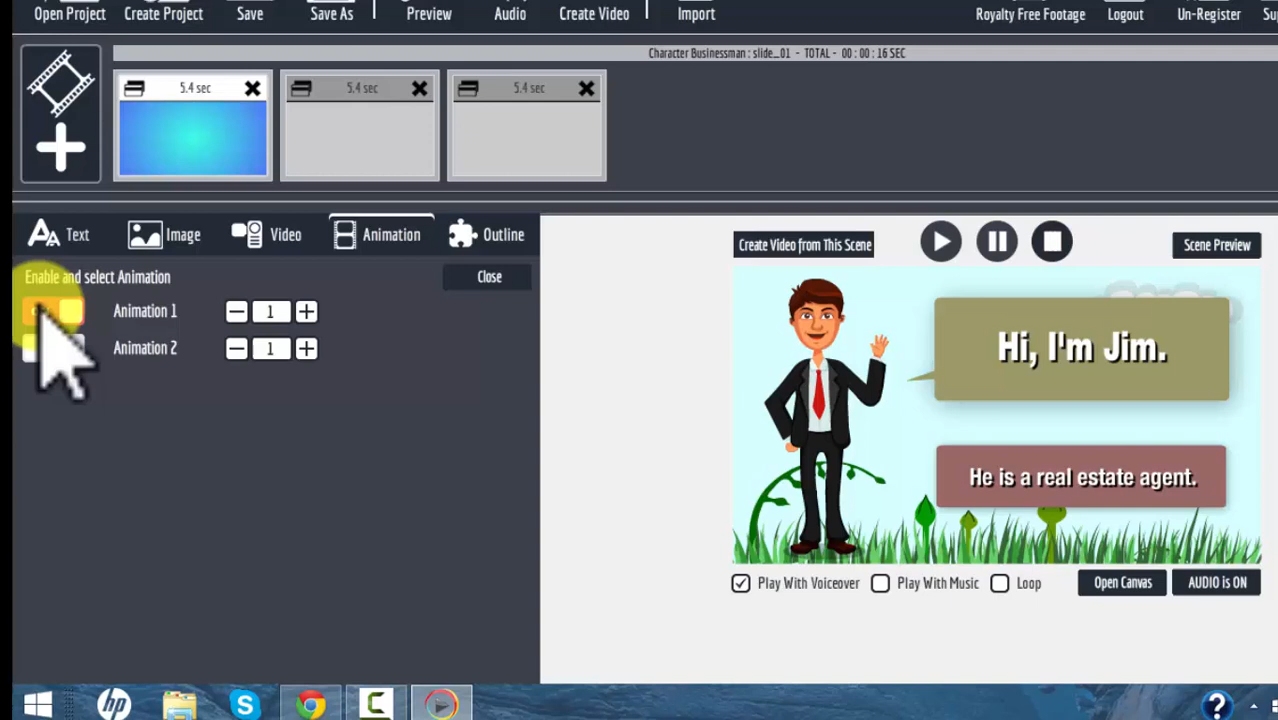 Open Project Create Project Save Save As Preview Audio Create Video Import Royalty Free Footage Logout Un-Register
Character Businessman : slide_01 - TOTAL - 00 : 00 : 16 SEC
5.4 sec 5.4 sec 5.4 sec
Text Image Video Animation Outline
Create Video from This Scene Scene Preview
Enable and select Animation Close
Animation 1 1
Animation 2 1
Hi, I'm Jim.
He is a real estate agent.
Play With Voiceover Play With Music Loop Open Canvas AUDIO is ON